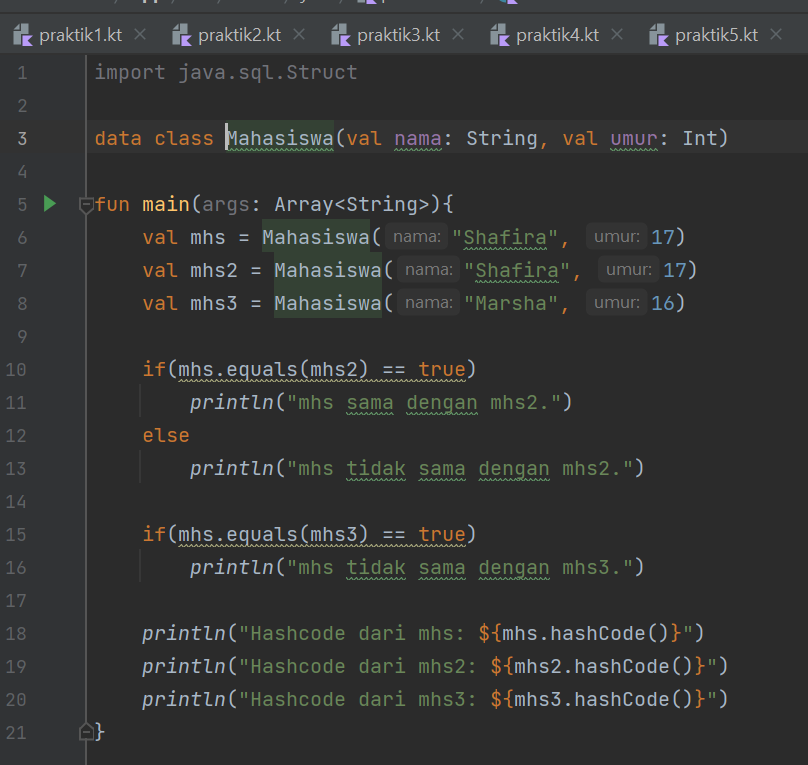 praktik1.kt praktik2.kt praktik3.kt praktik4.kt praktik5.kt
1 import java.sql.Struct
2
3 data class Mahasiswa(val nama: String, val umur: Int)
4
5 fun main(args: Array<String>){
6 val mhs = Mahasiswa( nama: "Shafira", umur: 17)
7 val mhs2 = Mahasiswa( nama: "Shafira", umur: 17)
8 val mhs3 = Mahasiswa( nama: "Marsha", umur: 16)
9
10 if(mhs.equals(mhs2) == true)
11 println("mhs sama dengan mhs2.")
12 else
13 println("mhs tidak sama dengan mhs2.")
14
15 if(mhs.equals(mhs3) == true)
16 println("mhs tidak sama dengan mhs3.")
17
18 println("Hashcode dari mhs: ${mhs.hashCode()}")
19 println("Hashcode dari mhs2: ${mhs2.hashCode()}")
20 println("Hashcode dari mhs3: ${mhs3.hashCode()}")
21 }